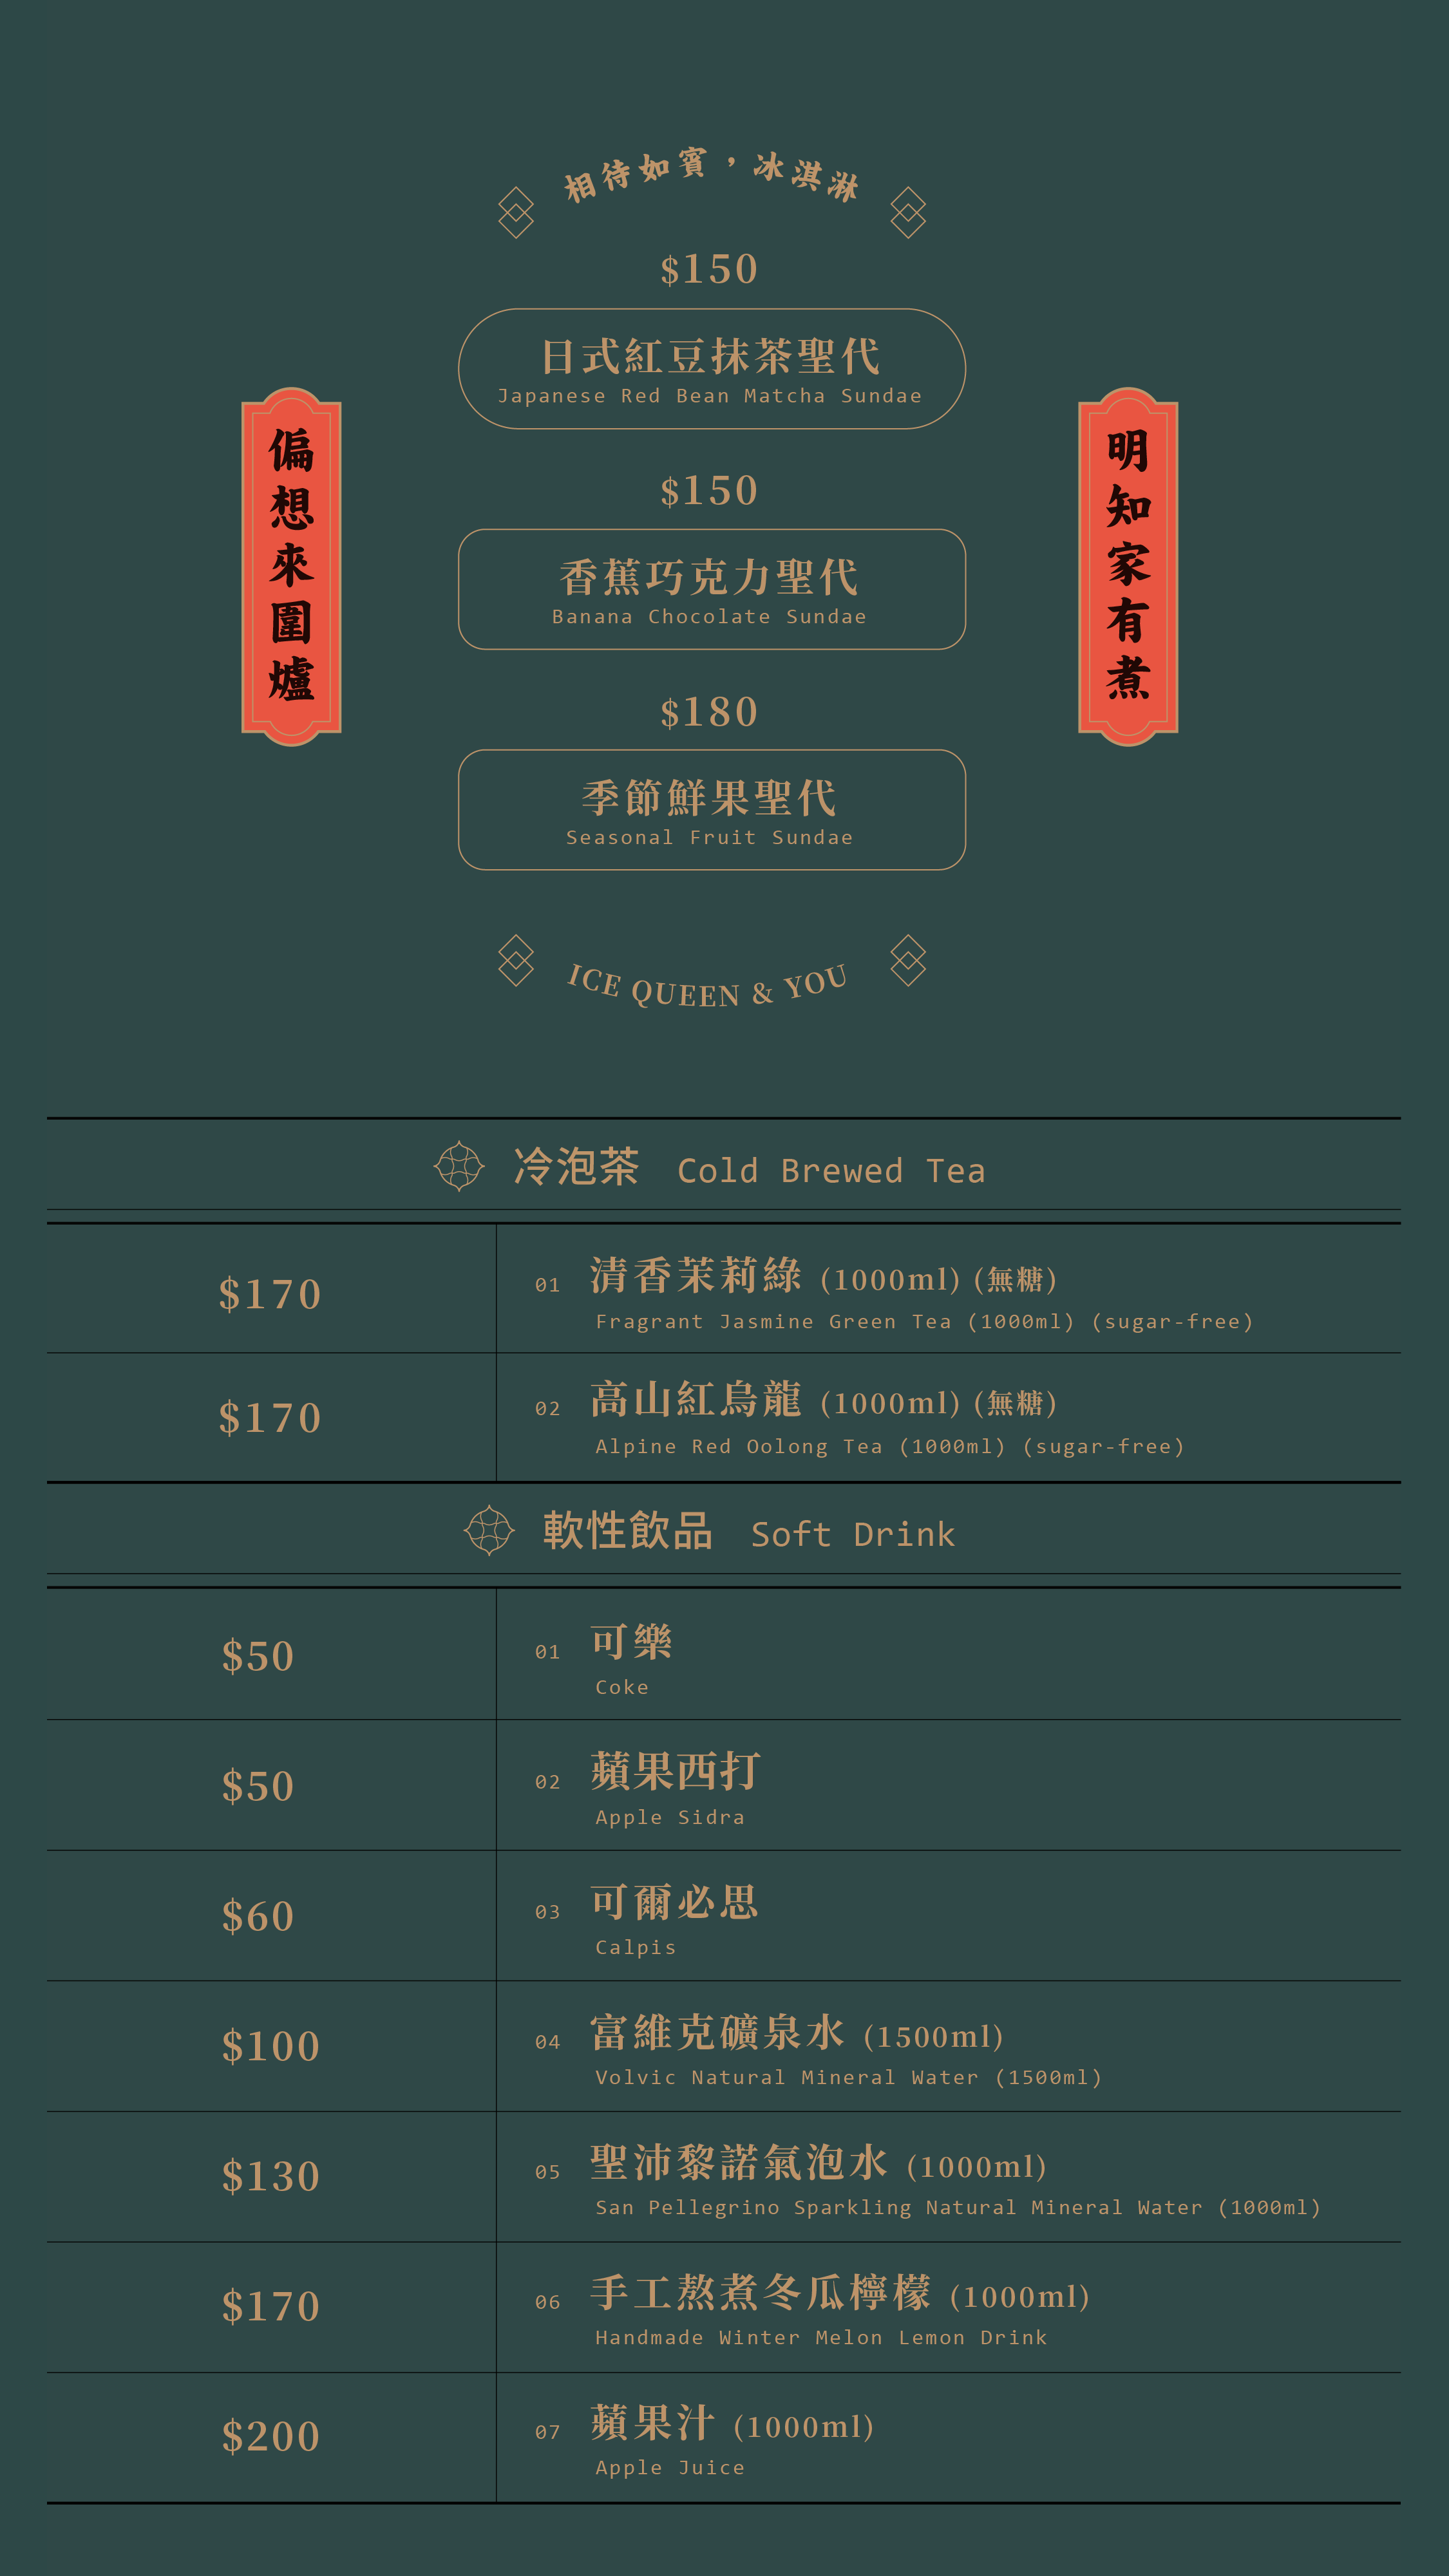 相待如賓，冰淇淋
$150
日式紅豆抹茶聖代
Japanese Red Bean Matcha Sundae
$150
香蕉巧克力聖代
Banana Chocolate Sundae
$180
季節鮮果聖代
Seasonal Fruit Sundae
明知家有煮
偏想來圍爐
ICE QUEEN & YOU
冷泡茶 Cold Brewed Tea
$170 01 清香茉莉綠 (1000ml) (無糖)
Fragrant Jasmine Green Tea (1000ml) (sugar-free)
$170 02 高山紅烏龍 (1000ml) (無糖)
Alpine Red Oolong Tea (1000ml) (sugar-free)
軟性飲品 Soft Drink
$50 01 可樂
Coke
$50 02 蘋果西打
Apple Sidra
$60 03 可爾必思
Calpis
$100 04 富維克礦泉水 (1500ml)
Volvic Natural Mineral Water (1500ml)
$130 05 聖沛黎諾氣泡水 (1000ml)
San Pellegrino Sparkling Natural Mineral Water (1000ml)
$170 06 手工熬煮冬瓜檸檬 (1000ml)
Handmade Winter Melon Lemon Drink
$200 07 蘋果汁 (1000ml)
Apple Juice